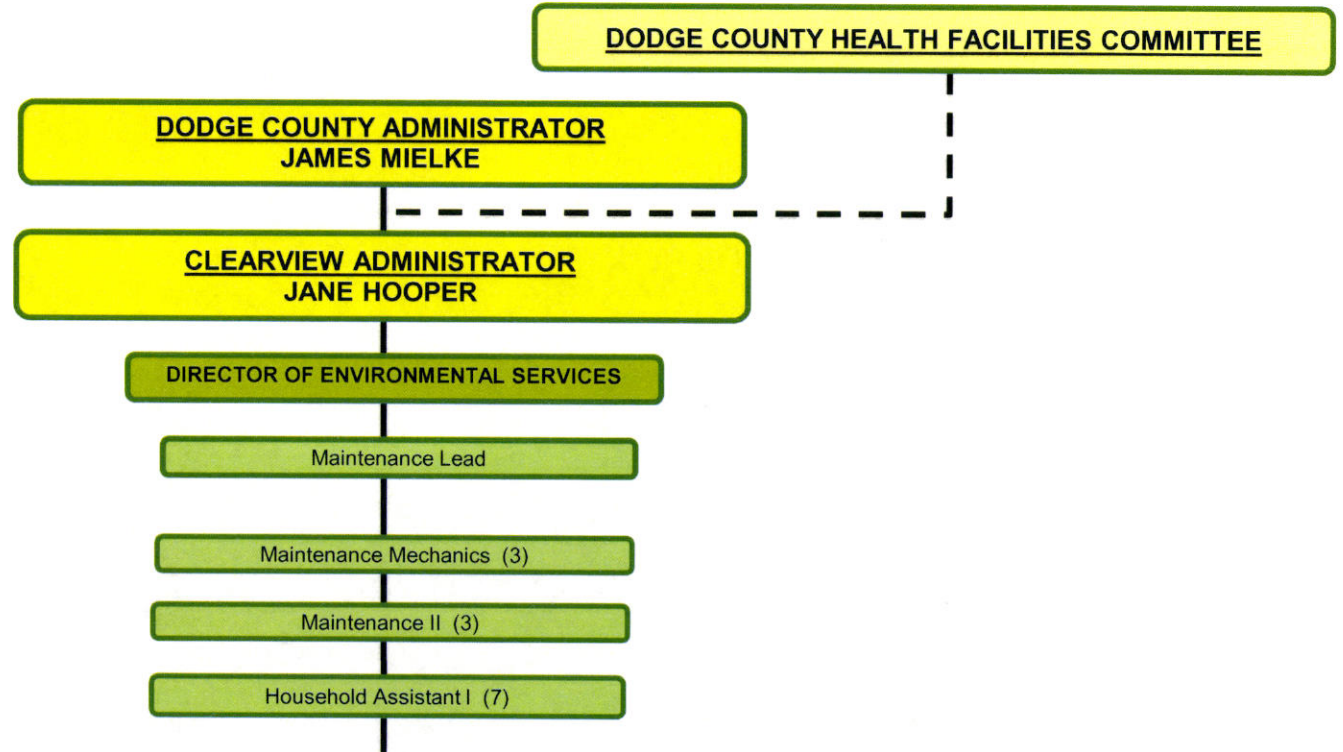 DODGE COUNTY HEALTH FACILITIES COMMITTEE
DODGE COUNTY ADMINISTRATOR
JAMES MIELKE
CLEARVIEW ADMINISTRATOR
JANE HOOPER
DIRECTOR OF ENVIRONMENTAL SERVICES
Maintenance Lead
Maintenance Mechanics (3)
Maintenance II (3)
Household Assistant I (7)